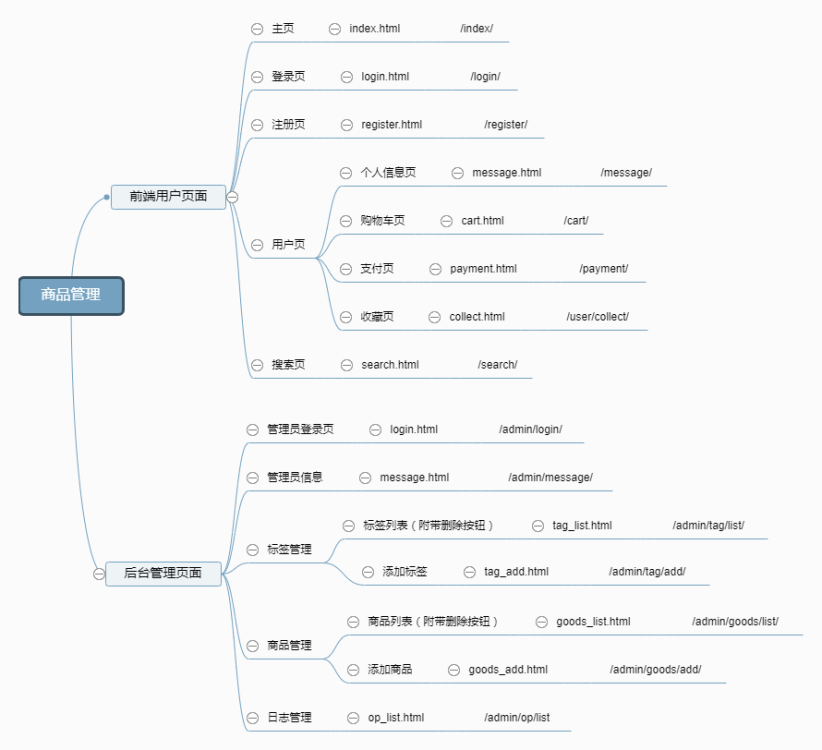 主页 index.html /index/
登录页 login.html /login/
注册页 register.html /register/
个人信息页 message.html /message/
前端用户页面
购物车页 cart.html /cart/
用户页
支付页 payment.html /payment/
商品管理
收藏页 collect.html /user/collect/
搜索页 search.html /search/
管理员登录页 login.html /admin/login/
管理员信息 message.html /admin/message/
标签列表（附带删除按钮） tag_list.html /admin/tag/list/
标签管理
添加标签 tag_add.html /admin/tag/add/
后台管理页面
商品列表（附带删除按钮） goods_list.html /admin/goods/list/
商品管理
添加商品 goods_add.html /admin/goods/add/
日志管理 op_list.html /admin/op/list